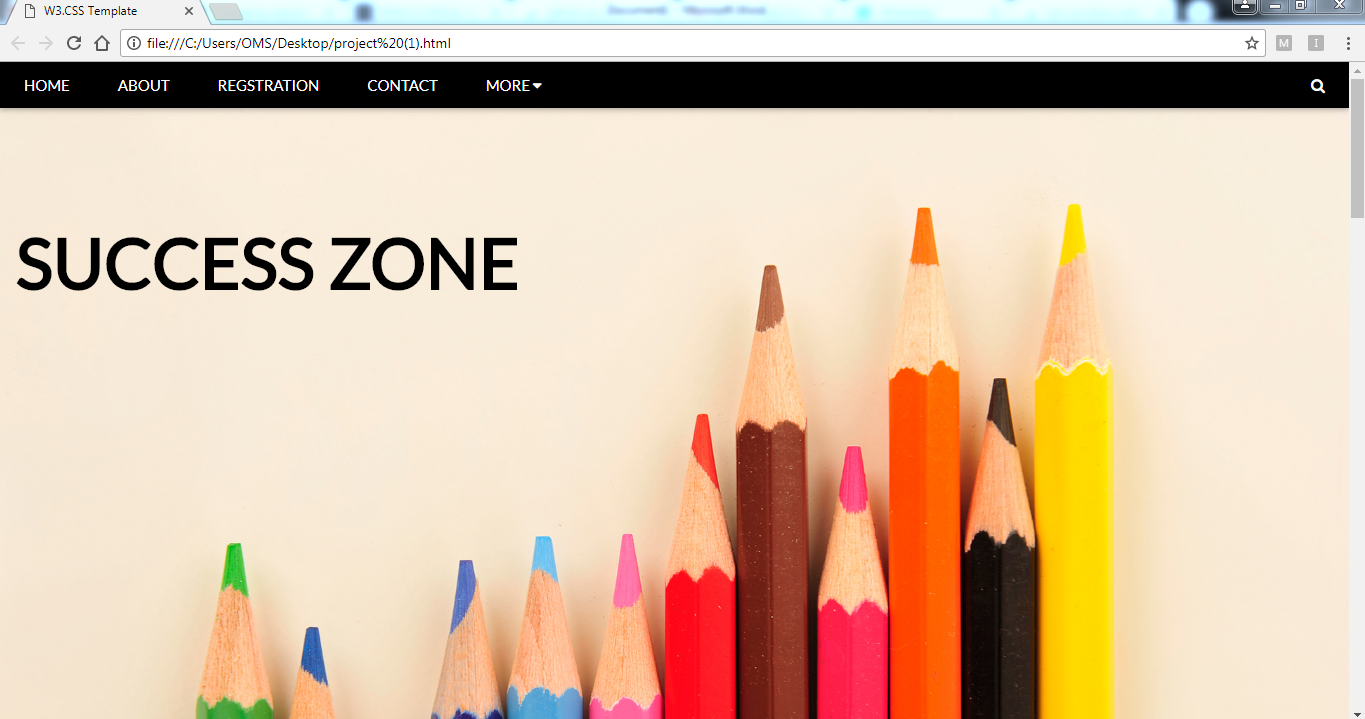 W3.CSS Template
file:///C:/Users/OMS/Desktop/project%20(1).html
M
I
HOME ABOUT REGSTRATION CONTACT MORE
SUCCESS ZONE